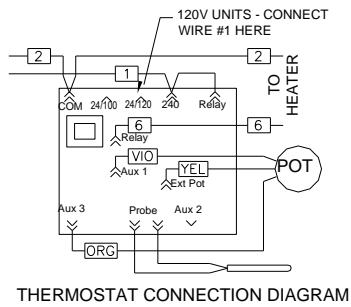 120V UNITS - CONNECT
WIRE #1 HERE
2
2
1
TO
HEATER
COM
24/100
24/120
240
Relay
6
6
Relay
VIO
Aux 1
YEL
Ext Pot
POT
Aux 3
Probe
Aux 2
ORG
THERMOSTAT CONNECTION DIAGRAM